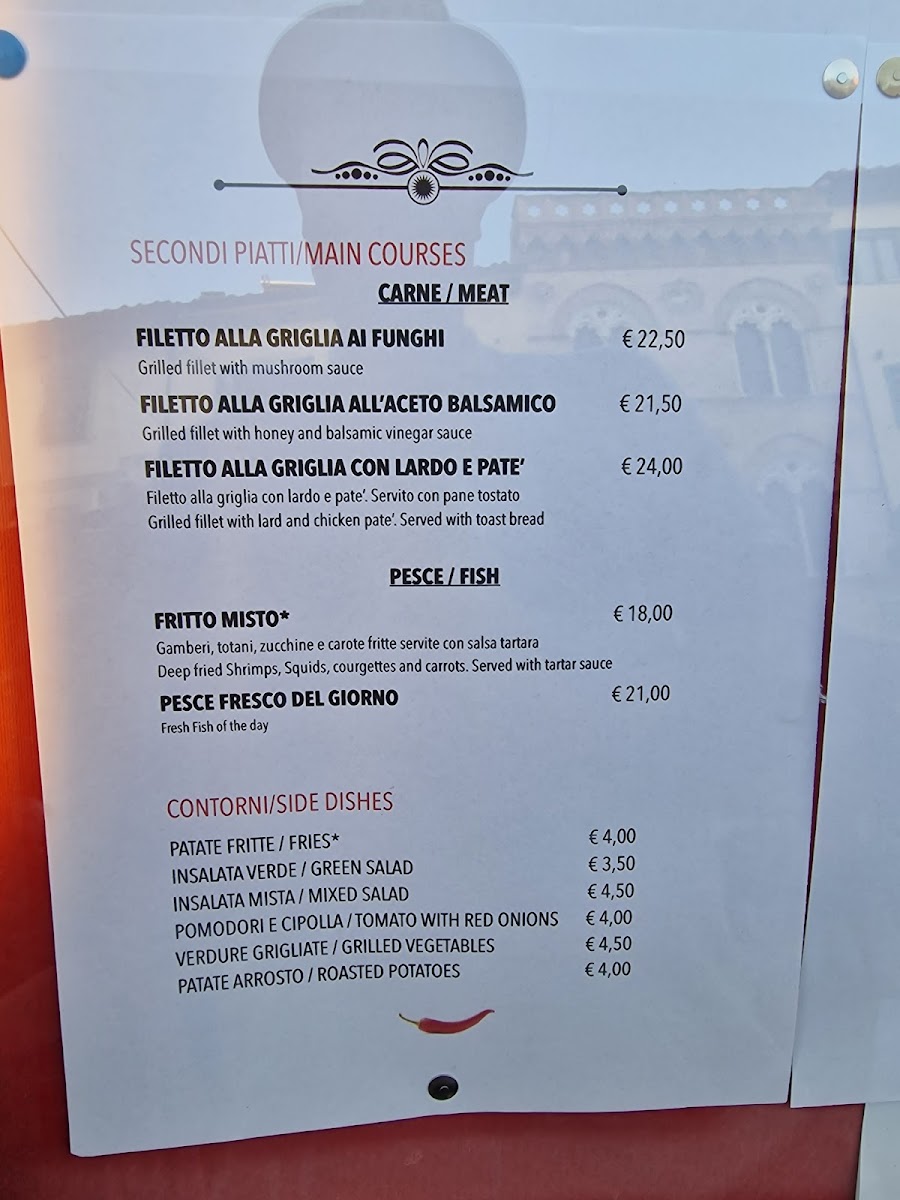 SECONDI PIATTI/MAIN COURSES
CARNE / MEAT
FILETTO ALLA GRIGLIA AI FUNGHI € 22,50
Grilled fillet with mushroom sauce
FILETTO ALLA GRIGLIA ALL'ACETO BALSAMICO € 21,50
Grilled fillet with honey and balsamic vinegar sauce
FILETTO ALLA GRIGLIA CON LARDO E PATE' € 24,00
Filetto alla griglia con lardo e pate'. Servito con pane tostato
Grilled fillet with lard and chicken pate'. Served with toast bread
PESCE / FISH
FRITTO MISTO* € 18,00
Gamberi, totani, zucchine e carote fritte servite con salsa tartara
Deep fried Shrimps, Squids, courgettes and carrots. Served with tartar sauce
PESCE FRESCO DEL GIORNO € 21,00
Fresh Fish of the day
CONTORNI/SIDE DISHES
PATATE FRITTE / FRIES* € 4,00
INSALATA VERDE / GREEN SALAD € 3,50
INSALATA MISTA / MIXED SALAD € 4,50
POMODORI E CIPOLLA / TOMATO WITH RED ONIONS € 4,00
VERDURE GRIGLIATE / GRILLED VEGETABLES € 4,50
PATATE ARROSTO / ROASTED POTATOES € 4,00